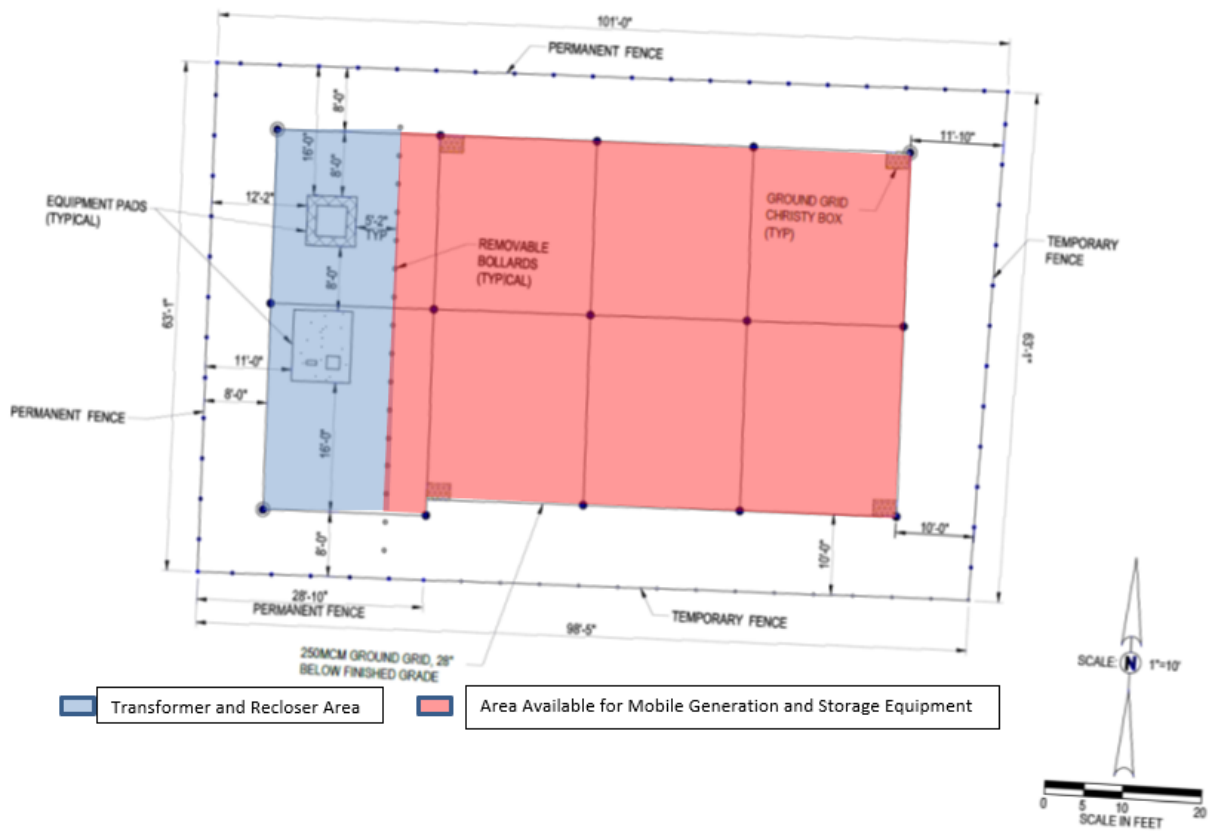 101'-0"
PERMANENT FENCE
8'-0"
16'-0"
8'-0"
11'-10"
EQUIPMENT PADS
(TYPICAL)
12'-2"
5'-2"
TYP
GROUND GRID
CHRISTY BOX
(TYP)
REMOVABLE
BOLLARDS
(TYPICAL)
TEMPORARY
FENCE
8'-0"
63'-1"
63'-1"
11'-0"
8'-0"
PERMANENT FENCE
16'-0"
8'-0"
10'-0"
10'-0"
28'-10"
PERMANENT FENCE
TEMPORARY FENCE
98'-5"
250MCM GROUND GRID, 28"
BELOW FINISHED GRADE
SCALE: N 1"=10'
Transformer and Recloser Area
Area Available for Mobile Generation and Storage Equipment
0 5 10 20
SCALE IN FEET